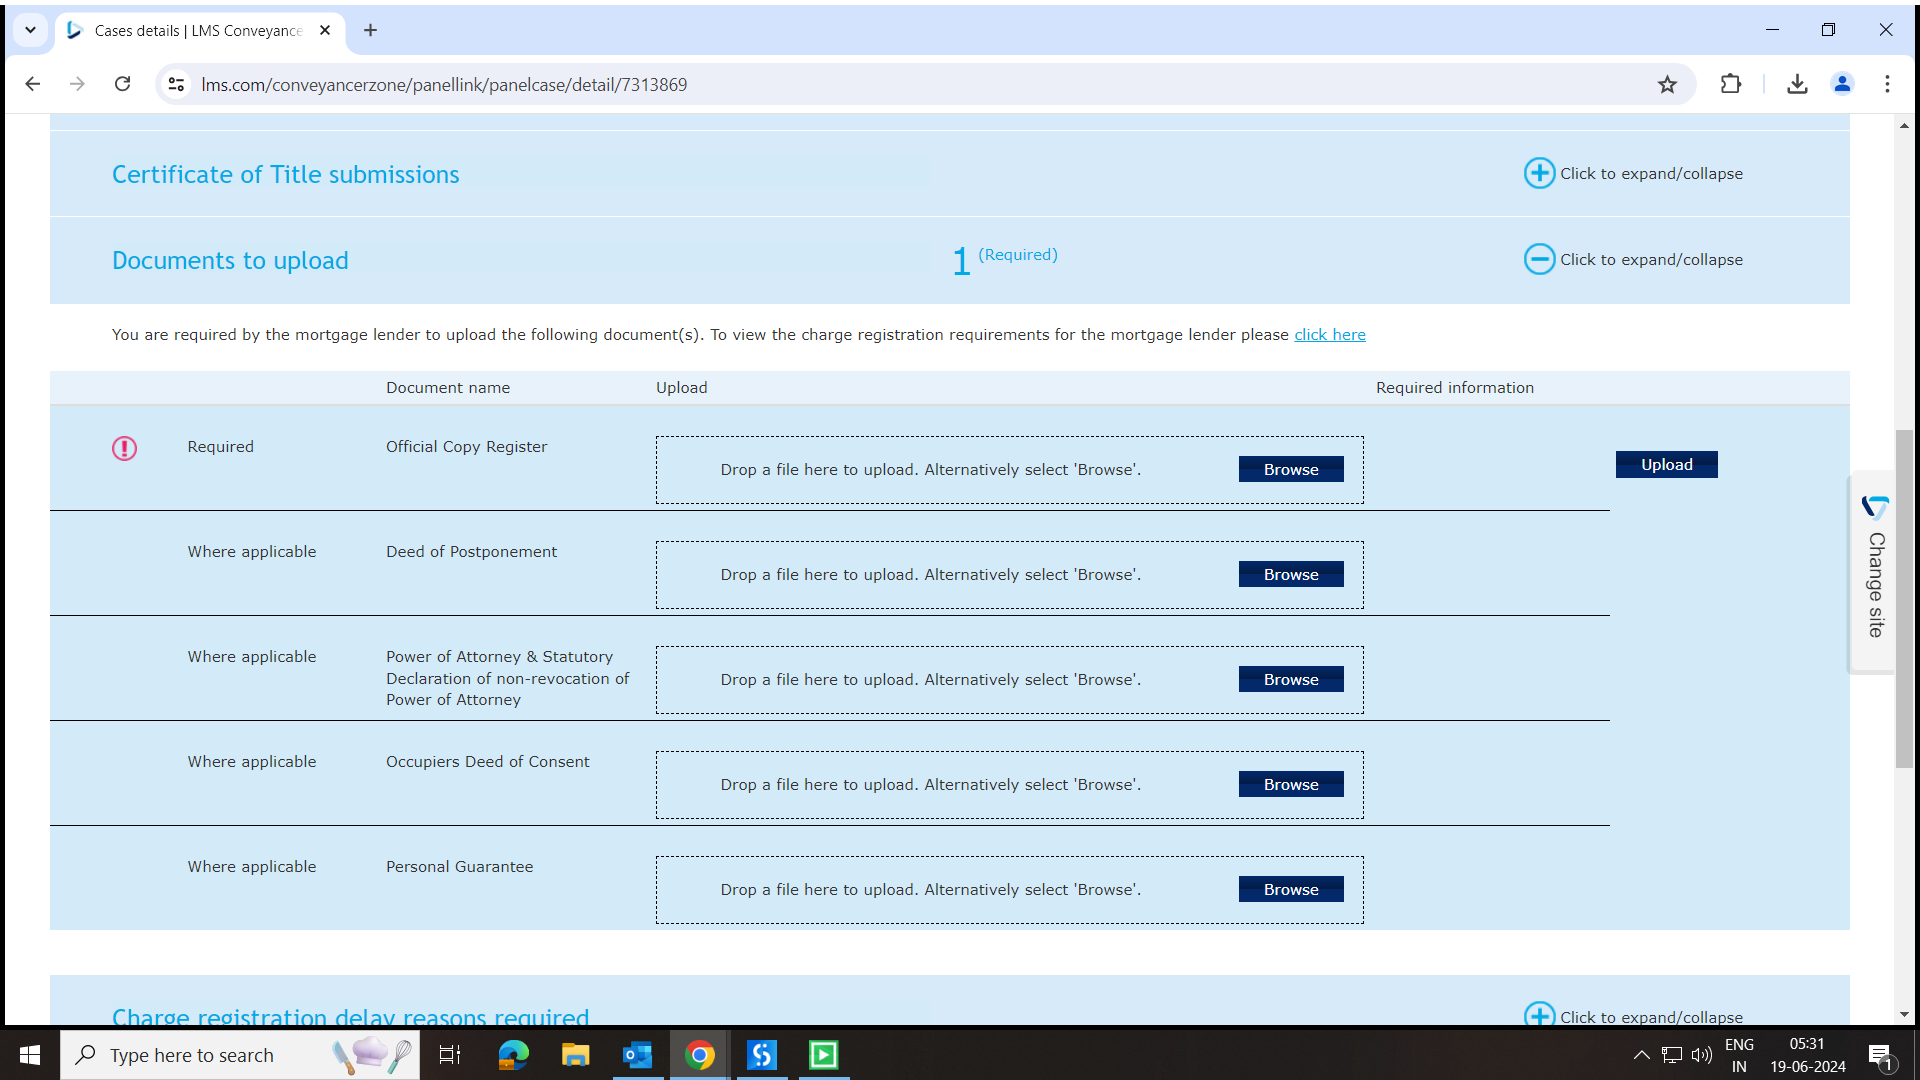 Cases details | LMS Conveyance
lms.com/conveyancerzone/panellink/panelcase/detail/7313869
Certificate of Title submissions
Click to expand/collapse
Documents to upload
1 (Required)
Click to expand/collapse
You are required by the mortgage lender to upload the following document(s). To view the charge registration requirements for the mortgage lender please click here
Document name
Upload
Required information
Required
Official Copy Register
Drop a file here to upload. Alternatively select 'Browse'.
Browse
Upload
Where applicable
Deed of Postponement
Drop a file here to upload. Alternatively select 'Browse'.
Browse
Where applicable
Power of Attorney & Statutory
Declaration of non-revocation of
Power of Attorney
Drop a file here to upload. Alternatively select 'Browse'.
Browse
Where applicable
Occupiers Deed of Consent
Drop a file here to upload. Alternatively select 'Browse'.
Browse
Where applicable
Personal Guarantee
Drop a file here to upload. Alternatively select 'Browse'.
Browse
Change site
Charge registration delay reasons required
Click to expand/collapse
Type here to search
ENG
IN
05:31
19-06-2024
1